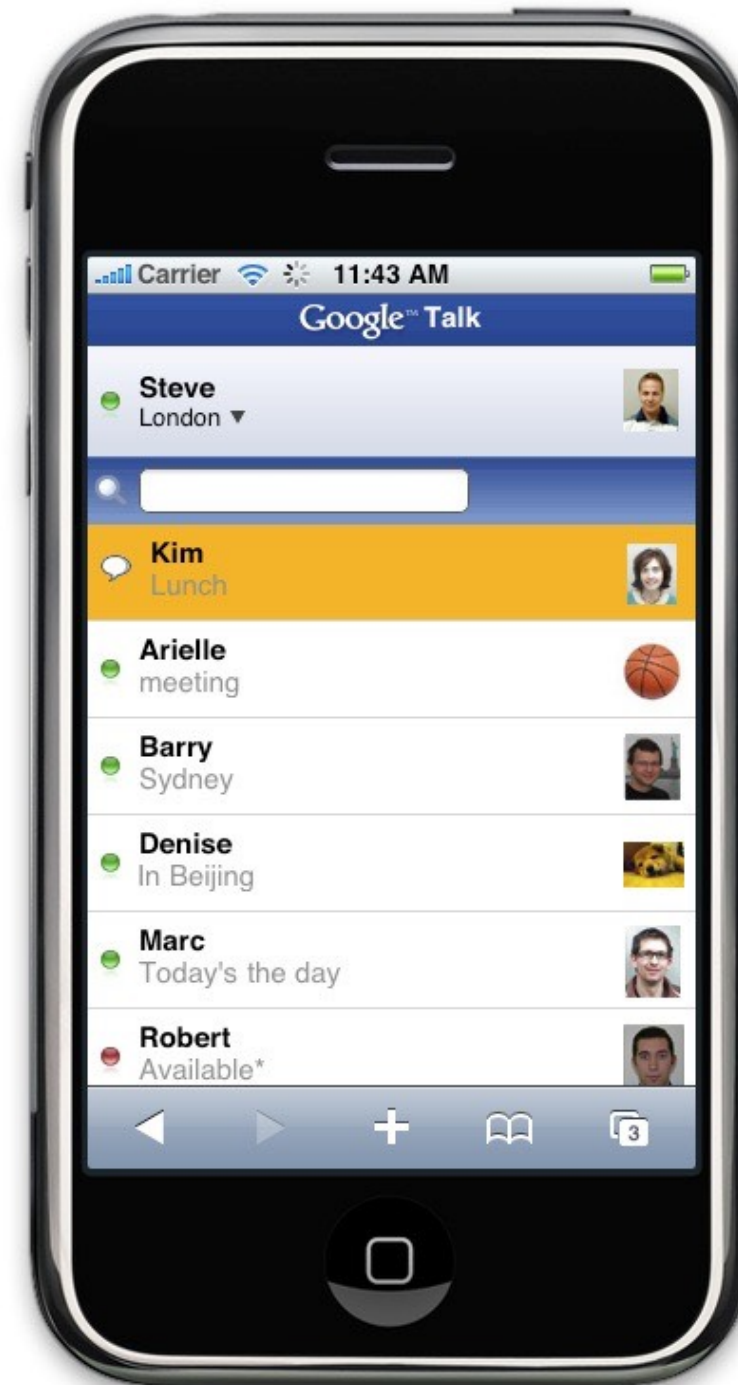 Carrier 11:43 AM
Google™ Talk
Steve
London
Kim
Lunch
Arielle
meeting
Barry
Sydney
Denise
In Beijing
Marc
Today's the day
Robert
Available*
3